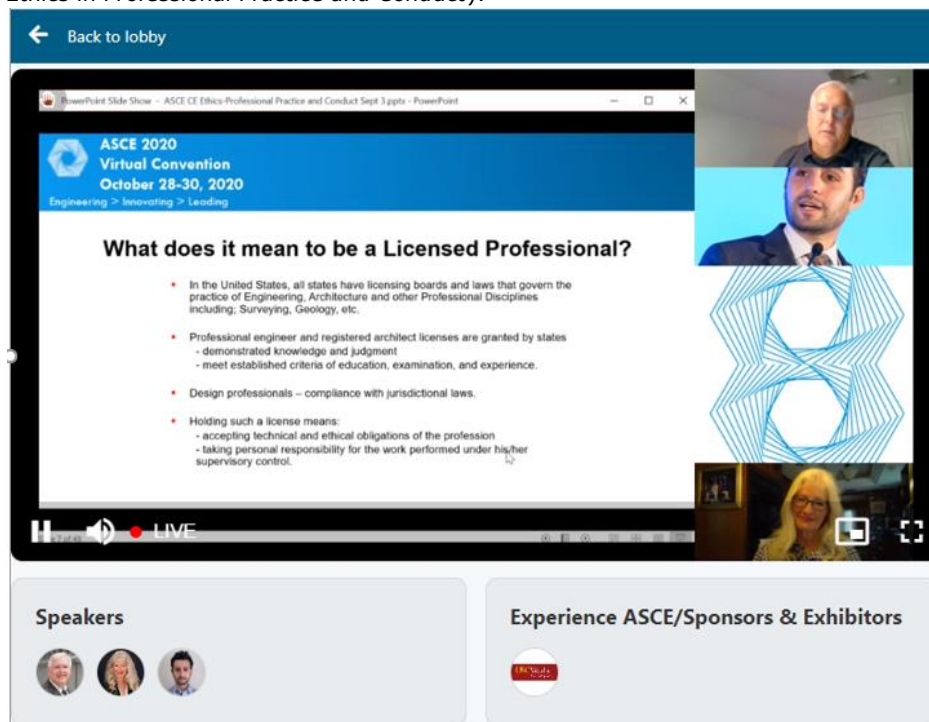 Ethics in Professional Practice and Conduct).
Back to lobby
PowerPoint Slide Show - ASCE CE Ethics-Professional Practice and Conduct Sept 3.pptx - PowerPoint
ASCE 2020
Virtual Convention
October 28-30, 2020
Engineering > Innovating > Leading
What does it mean to be a Licensed Professional?
• In the United States, all states have licensing boards and laws that govern the
practice of Engineering, Architecture and other Professional Disciplines
including; Surveying, Geology, etc.
• Professional engineer and registered architect licenses are granted by states
- demonstrated knowledge and judgment
- meet established criteria of education, examination, and experience.
• Design professionals – compliance with jurisdictional laws.
• Holding such a license means:
- accepting technical and ethical obligations of the profession
- taking personal responsibility for the work performed under his/her
supervisory control.
LIVE
7 of 43
Speakers
Experience ASCE/Sponsors & Exhibitors